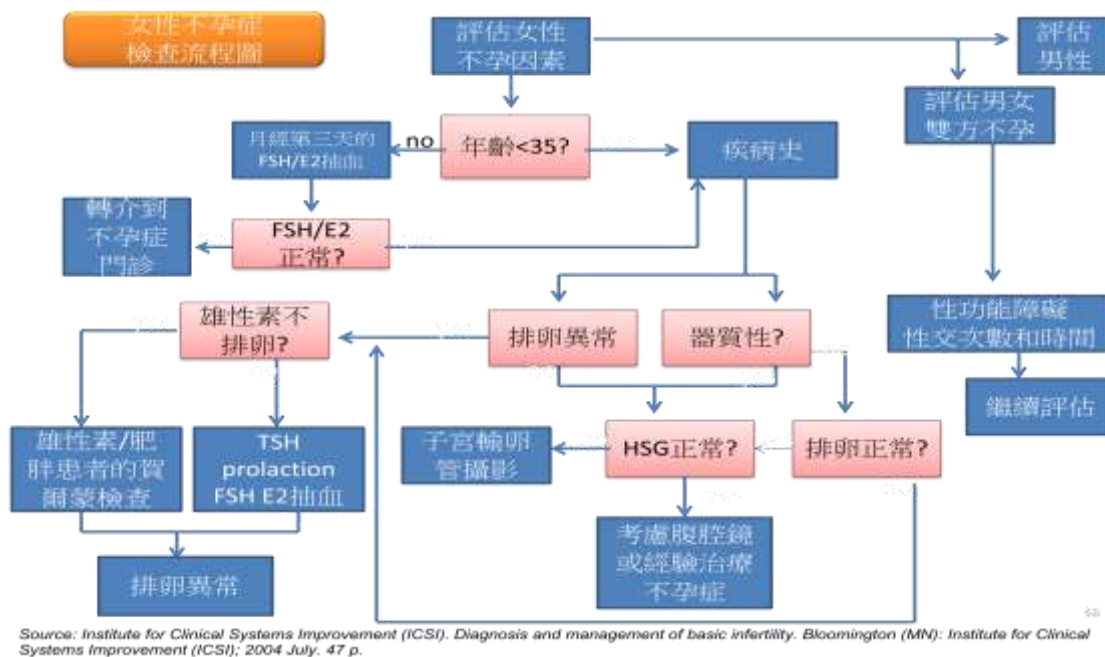 女性不孕症
檢查流程圖
評估女性
不孕因素
評估
男性
評估男女
雙方不孕
月經第三天的
FSH/E2抽血
no
年齡<35?
疾病史
轉介到
不孕症
門診
FSH/E2
正常?
雄性素不
排卵?
排卵異常
器質性?
性功能障礙
性交次數和時間
繼續評估
雄性素/肥
胖患者的賀
爾蒙檢查
TSH
prolaction
FSH E2抽血
子宮輸卵
管攝影
HSG正常?
排卵正常?
排卵異常
考慮腹腔鏡
或經驗治療
不孕症
Source: Institute for Clinical Systems Improvement (ICSI). Diagnosis and management of basic infertility. Bloomington (MN): Institute for Clinical
Systems Improvement (ICSI); 2004 July. 47 p.